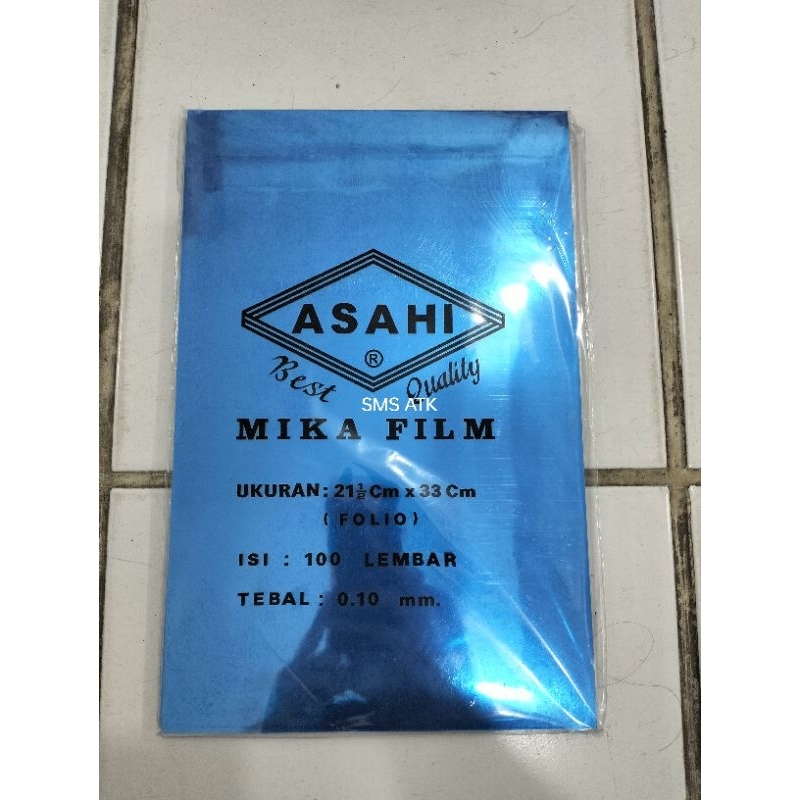 ASAHI
®
Best Quality
SMS ATK
MIKA FILM
UKURAN: 21½ Cm x 33 Cm
( FOLIO )
ISI : 100 LEMBAR
TEBAL : 0.10 mm.